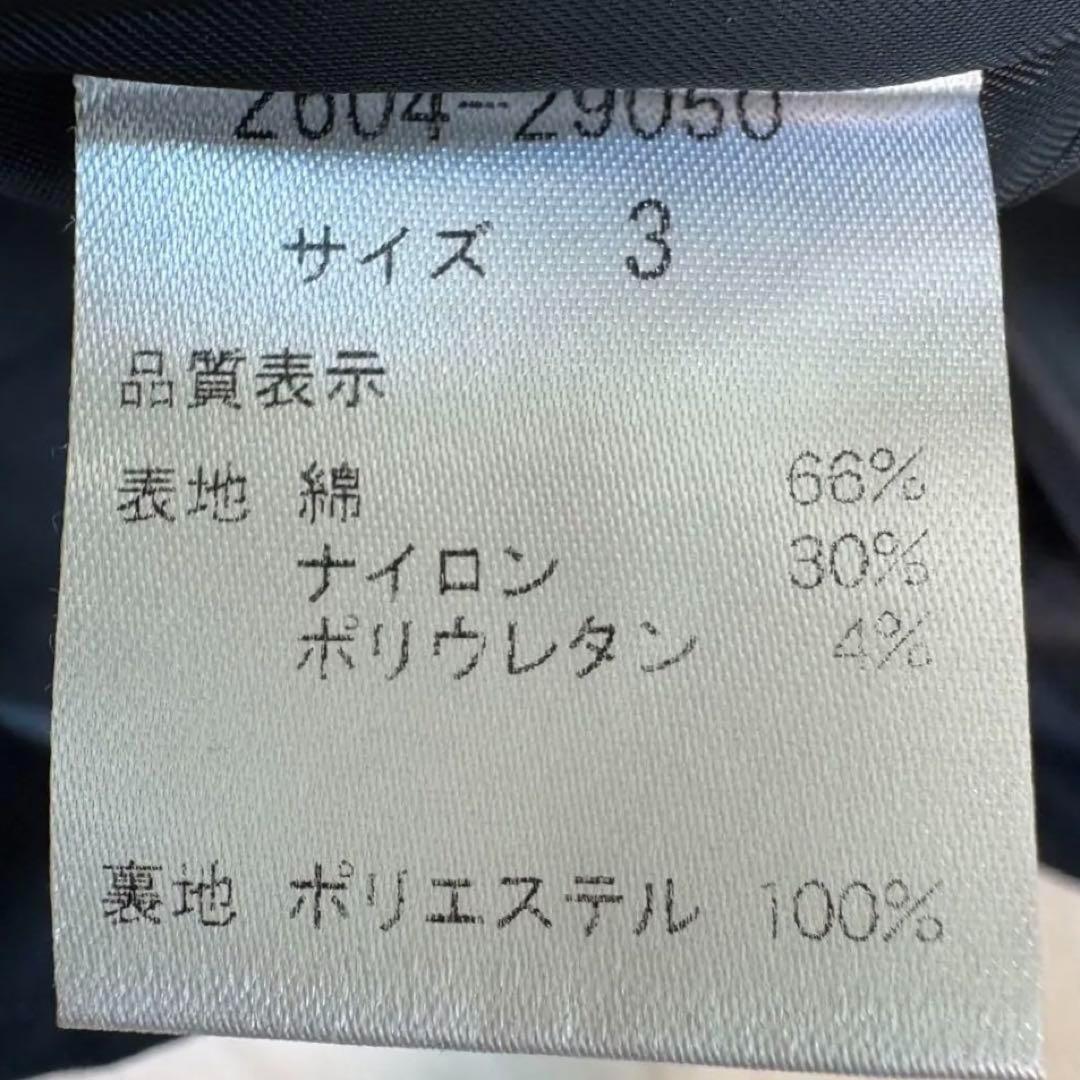 2604-29050
サイズ 3
品質表示
表地 綿 66%
ナイロン 30%
ポリウレタン 4%
裏地 ポリエステル 100%